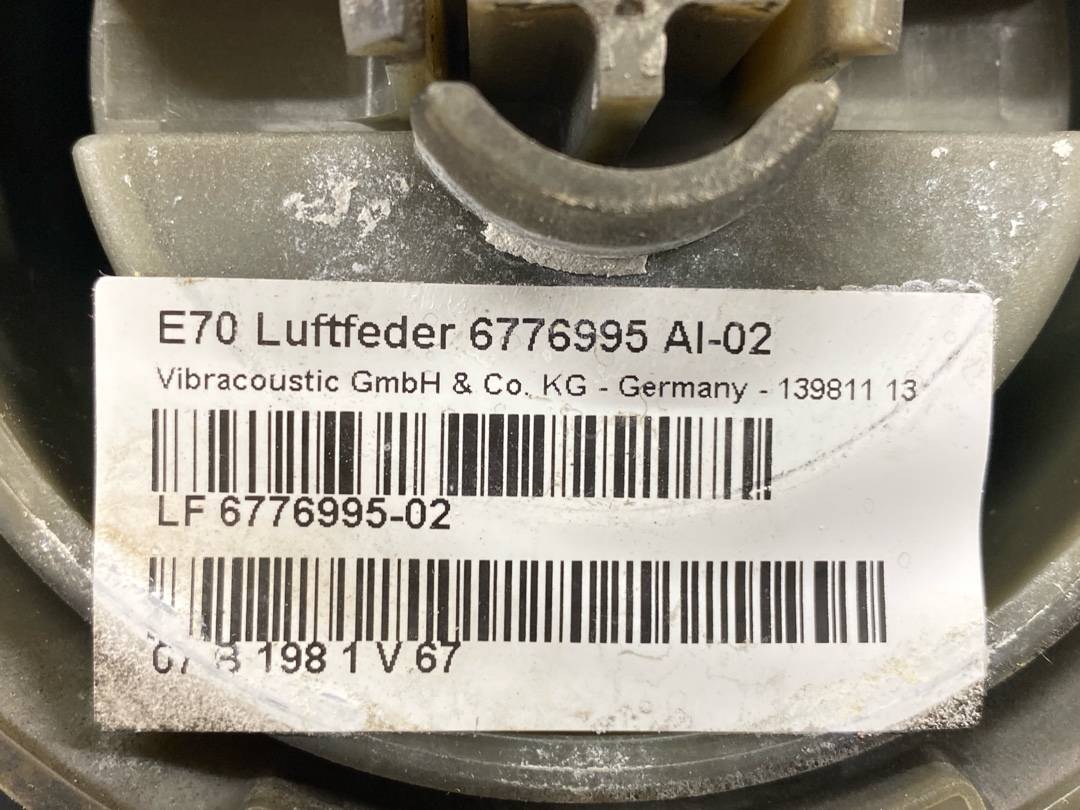 E70 Luftfeder 6776995 AI-02
Vibracoustic GmbH & Co. KG - Germany - 139811 13
LF 6776995-02
198 1 V 67